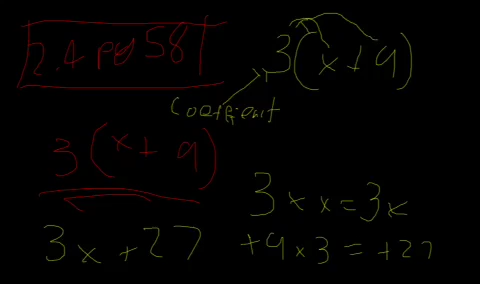 2.4 pg 58
3(x+9)
Coefficient
3(x+9)
3x+27
3 × x = 3x
+9 × 3 = +27